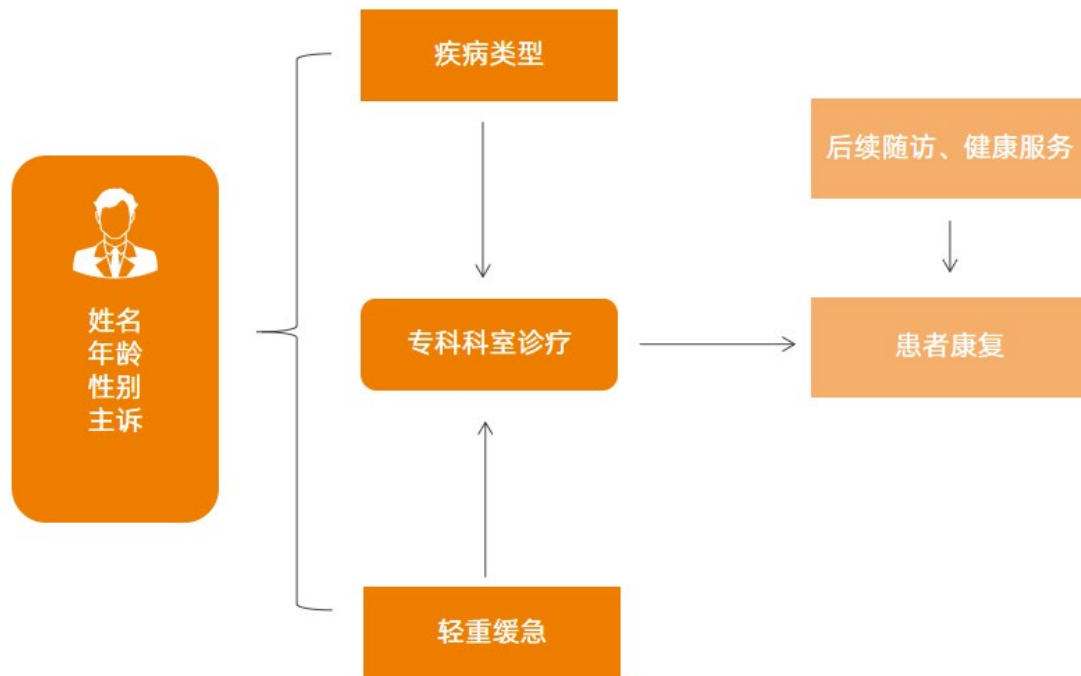 疾病类型
后续随访、健康服务
姓名
年龄
性别
主诉
专科科室诊疗
患者康复
轻重缓急